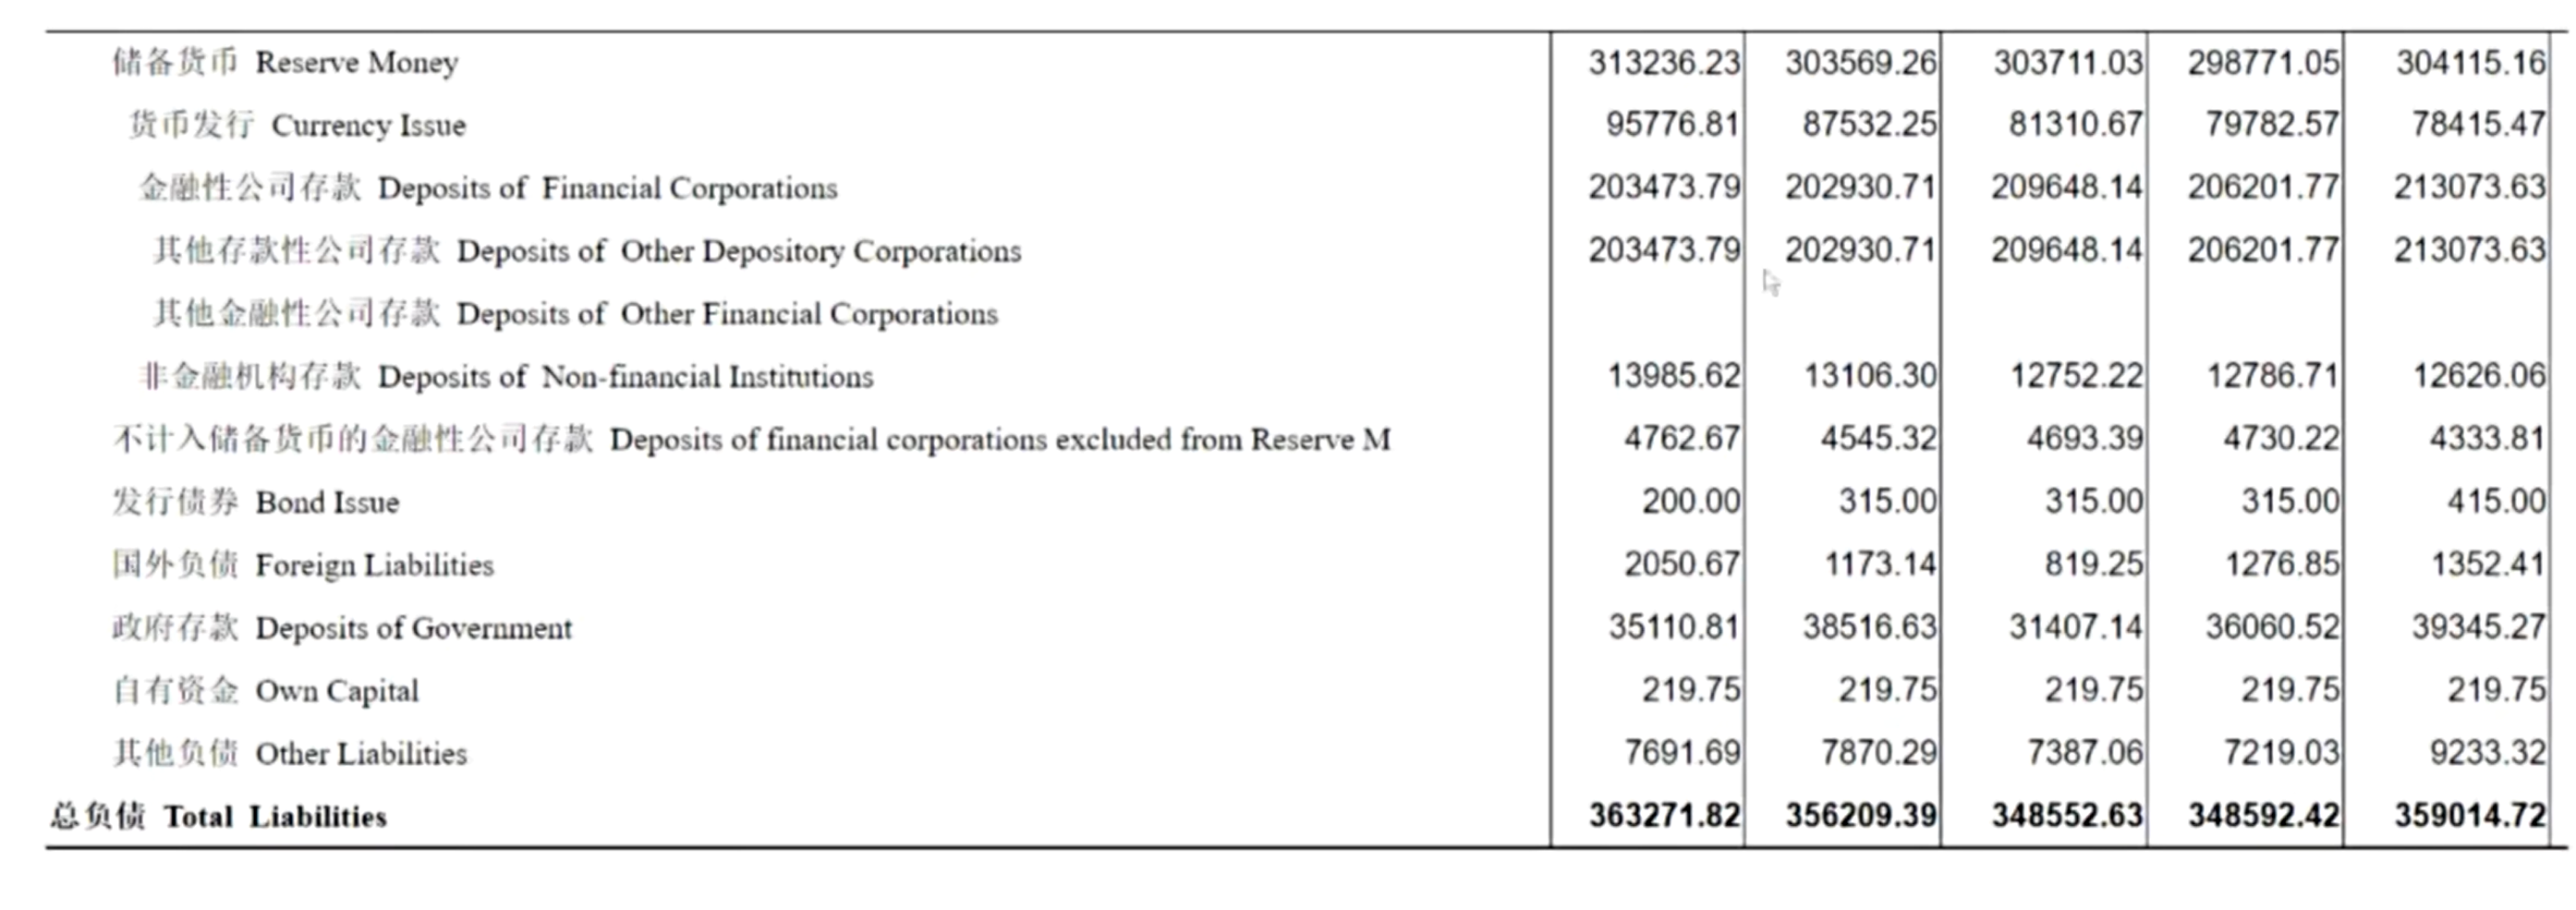 储备货币 Reserve Money 313236.23 303569.26 303711.03 298771.05 304115.16
货币发行 Currency Issue 95776.81 87532.25 81310.67 79782.57 78415.47
金融性公司存款 Deposits of Financial Corporations 203473.79 202930.71 209648.14 206201.77 213073.63
其他存款性公司存款 Deposits of Other Depository Corporations 203473.79 202930.71 209648.14 206201.77 213073.63
其他金融性公司存款 Deposits of Other Financial Corporations
非金融机构存款 Deposits of Non-financial Institutions 13985.62 13106.30 12752.22 12786.71 12626.06
不计入储备货币的金融性公司存款 Deposits of financial corporations excluded from Reserve M 4762.67 4545.32 4693.39 4730.22 4333.81
发行债券 Bond Issue 200.00 315.00 315.00 315.00 415.00
国外负债 Foreign Liabilities 2050.67 1173.14 819.25 1276.85 1352.41
政府存款 Deposits of Government 35110.81 38516.63 31407.14 36060.52 39345.27
自有资金 Own Capital 219.75 219.75 219.75 219.75 219.75
其他负债 Other Liabilities 7691.69 7870.29 7387.06 7219.03 9233.32
总负债 Total Liabilities 363271.82 356209.39 348552.63 348592.42 359014.72